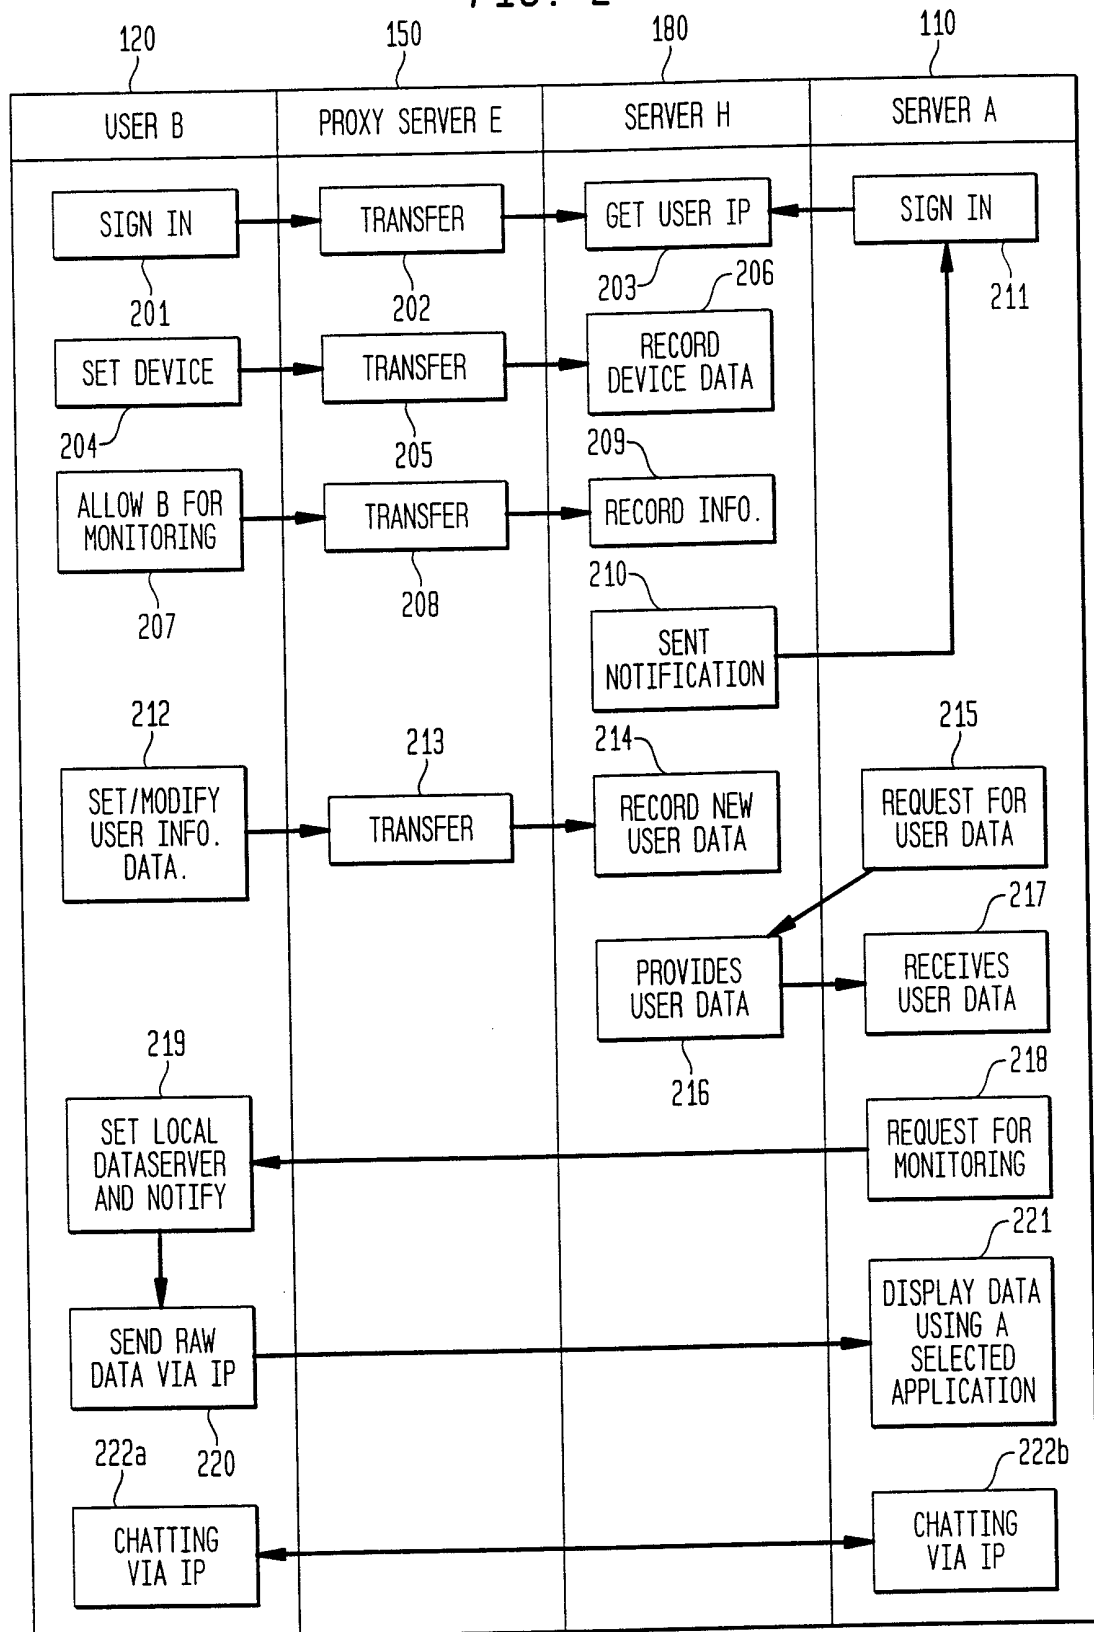 FIG. 2
120
150
180
110
USER B
PROXY SERVER E
SERVER H
SERVER A
SIGN IN
TRANSFER
GET USER IP
SIGN IN
201
202
203
206
211
SET DEVICE
TRANSFER
RECORD
DEVICE DATA
204
205
209
ALLOW B FOR
MONITORING
TRANSFER
RECORD INFO.
207
208
210
SENT
NOTIFICATION
212
213
214
215
SET/MODIFY
USER INFO.
DATA.
TRANSFER
RECORD NEW
USER DATA
REQUEST FOR
USER DATA
217
PROVIDES
USER DATA
RECEIVES
USER DATA
216
219
218
SET LOCAL
DATASERVER
AND NOTIFY
REQUEST FOR
MONITORING
221
SEND RAW
DATA VIA IP
DISPLAY DATA
USING A
SELECTED
APPLICATION
220
222a
222b
CHATTING
VIA IP
CHATTING
VIA IP